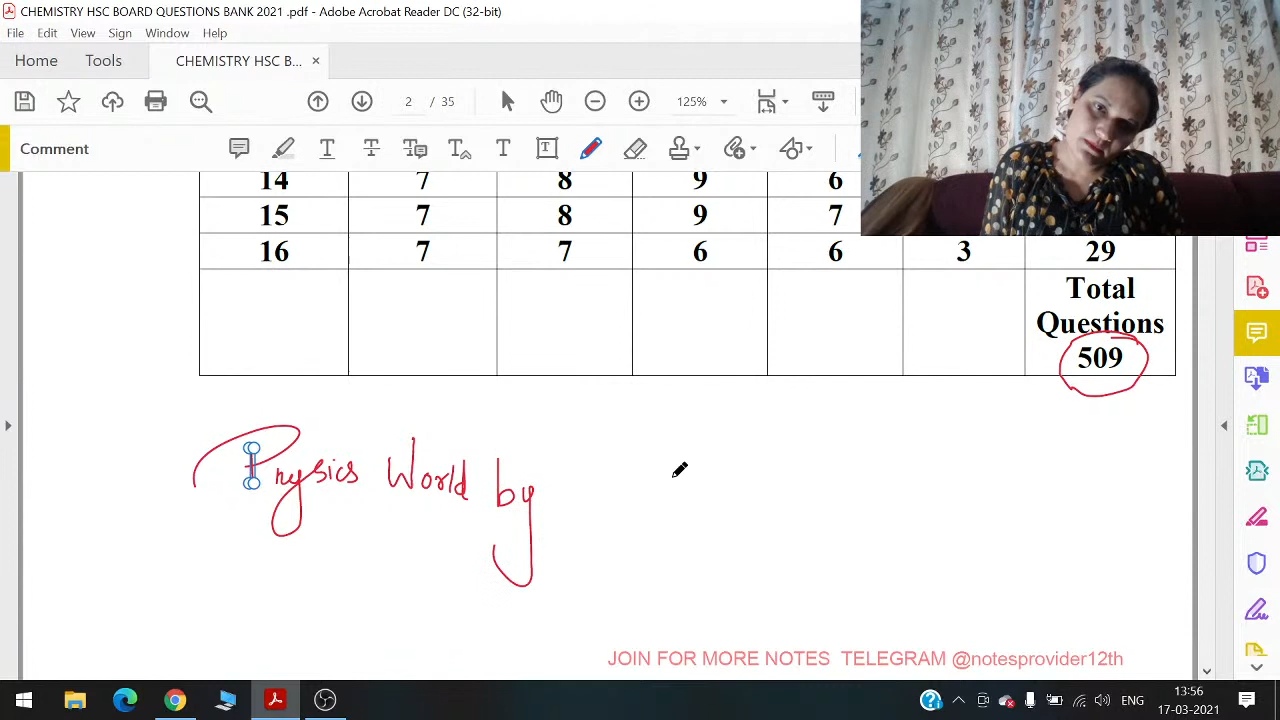 CHEMISTRY HSC BOARD QUESTIONS BANK 2021 .pdf - Adobe Acrobat Reader DC (32-bit)
File Edit View Sign Window Help
Home Tools CHEMISTRY HSC B... ×
2 / 35 125%
Comment
14 7 8 9 6
15 7 8 9 7
16 7 7 6 6 3 29
Total
Questions
509
Physics World by
JOIN FOR MORE NOTES TELEGRAM @notesprovider12th
ENG
13:56
17-03-2021